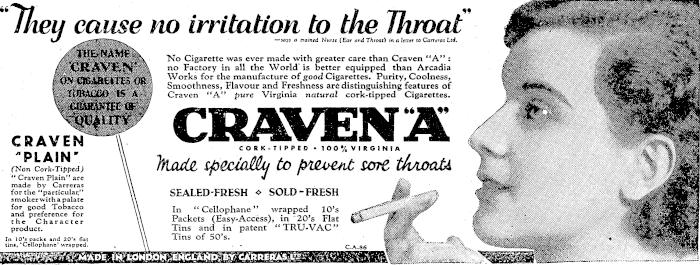 "They cause no irritation to the Throat"
—says a trained Nurse (Ear and Throat) in a letter to Carreras Ltd.
THE NAME
'CRAVEN'
ON CIGARETTES OR
TOBACCO IS A
GUARANTEE OF
QUALITY
No Cigarette was ever made with greater care than Craven "A":
no Factory in all the World is better equipped than Arcadia
Works for the manufacture of good Cigarettes. Purity, Coolness,
Smoothness, Flavour and Freshness are distinguishing features of
Craven "A" pure Virginia natural cork-tipped Cigarettes.
CRAVEN "A"
CORK-TIPPED • 100% VIRGINIA
Made specially to prevent sore throats
CRAVEN
"PLAIN"
(Non Cork-Tipped)
"Craven Plain" are
made by Carreras
for the "particular,"
smoker with a palate
for good Tobacco
and preference for
the Character
product.
In 10's packs and 20's flat
tins, "Cellophane" wrapped.
SEALED-FRESH ⋄ SOLD-FRESH
In "Cellophane" wrapped 10's
Packets (Easy-Access), in 20's Flat
Tins and in patent "TRU-VAC"
Tins of 50's.
C.A.86
MADE IN LONDON, ENGLAND, BY CARRERAS LTD